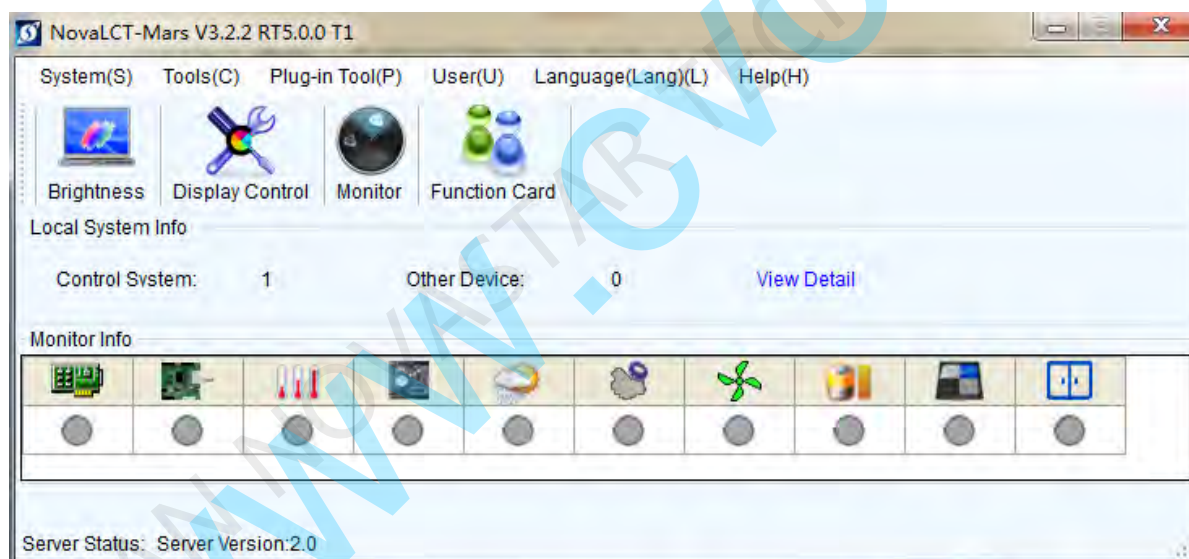 NovaLCT-Mars V3.2.2 RT5.0.0 T1
System(S) Tools(C) Plug-in Tool(P) User(U) Language(Lang)(L) Help(H)
Brightness Display Control Monitor Function Card
Local System Info
Control System: 1 Other Device: 0 View Detail
Monitor Info
Server Status: Server Version:2.0